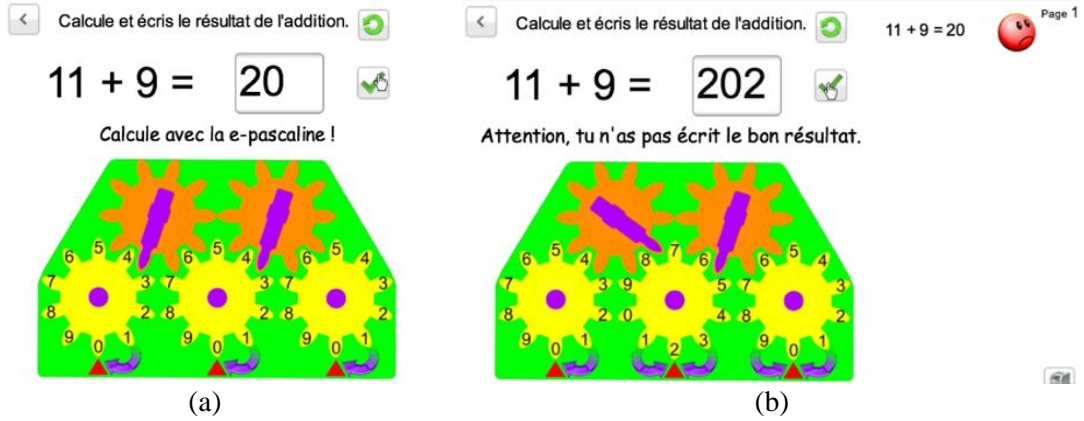 Calcule et écris le résultat de l'addition.
11 + 9 = 20
Calcule avec la e-pascaline !
5 5 5
6 4 6 4 6 4
7 3 7 3 7 3
8 2 8 2 8 2
9 0 1 9 0 1 9 0 1
(a)
Calcule et écris le résultat de l'addition.
11 + 9 = 202
Attention, tu n'as pas écrit le bon résultat.
5 7 5
6 4 8 6 6 4
7 3 9 5 7 3
8 2 0 4 8 2
9 0 1 1 2 3 9 0 1
(b)
11 + 9 = 20
Page 1